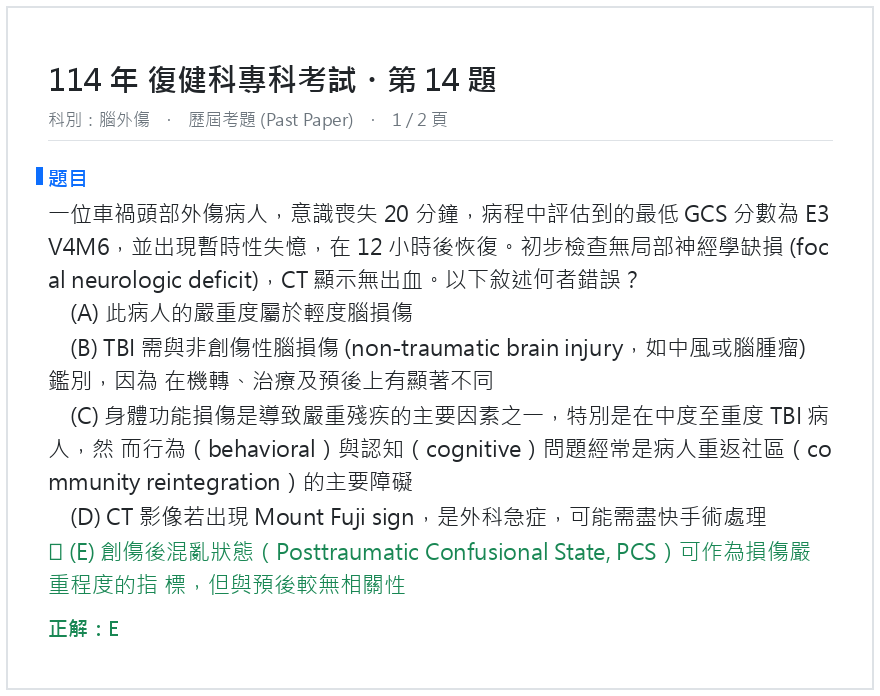 114 年 復健科專科考試・第 14 題
科別：腦外傷 · 歷屆考題 (Past Paper) · 1 / 2 頁
題目
一位車禍頭部外傷病人，意識喪失 20 分鐘，病程中評估到的最低 GCS 分數為 E3
V4M6，並出現暫時性失憶，在 12 小時後恢復。初步檢查無局部神經學缺損 (foc
al neurologic deficit)，CT 顯示無出血。以下敘述何者錯誤？
(A) 此病人的嚴重度屬於輕度腦損傷
(B) TBI 需與非創傷性腦損傷 (non-traumatic brain injury，如中風或腦腫瘤)
鑑別，因為 在機轉、治療及預後上有顯著不同
(C) 身體功能損傷是導致嚴重殘疾的主要因素之一，特別是在中度至重度 TBI 病
人，然 而行為（behavioral）與認知（cognitive）問題經常是病人重返社區（co
mmunity reintegration）的主要障礙
(D) CT 影像若出現 Mount Fuji sign，是外科急症，可能需盡快手術處理
(E) 創傷後混亂狀態（Posttraumatic Confusional State, PCS）可作為損傷嚴
重程度的指 標，但與預後較無相關性
正解：E